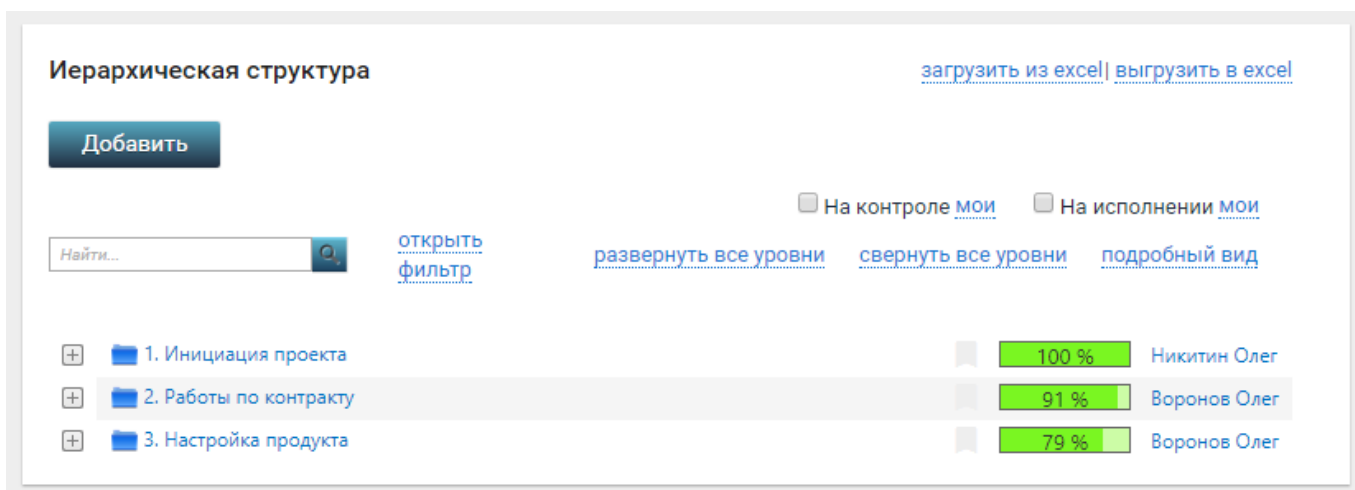 Иерархическая структура
загрузить из excel| выгрузить в excel
Добавить
На контроле мои На исполнении мои
Найти...
открыть
фильтр
развернуть все уровни свернуть все уровни подробный вид
1. Инициация проекта 100 % Никитин Олег
2. Работы по контракту 91 % Воронов Олег
3. Настройка продукта 79 % Воронов Олег